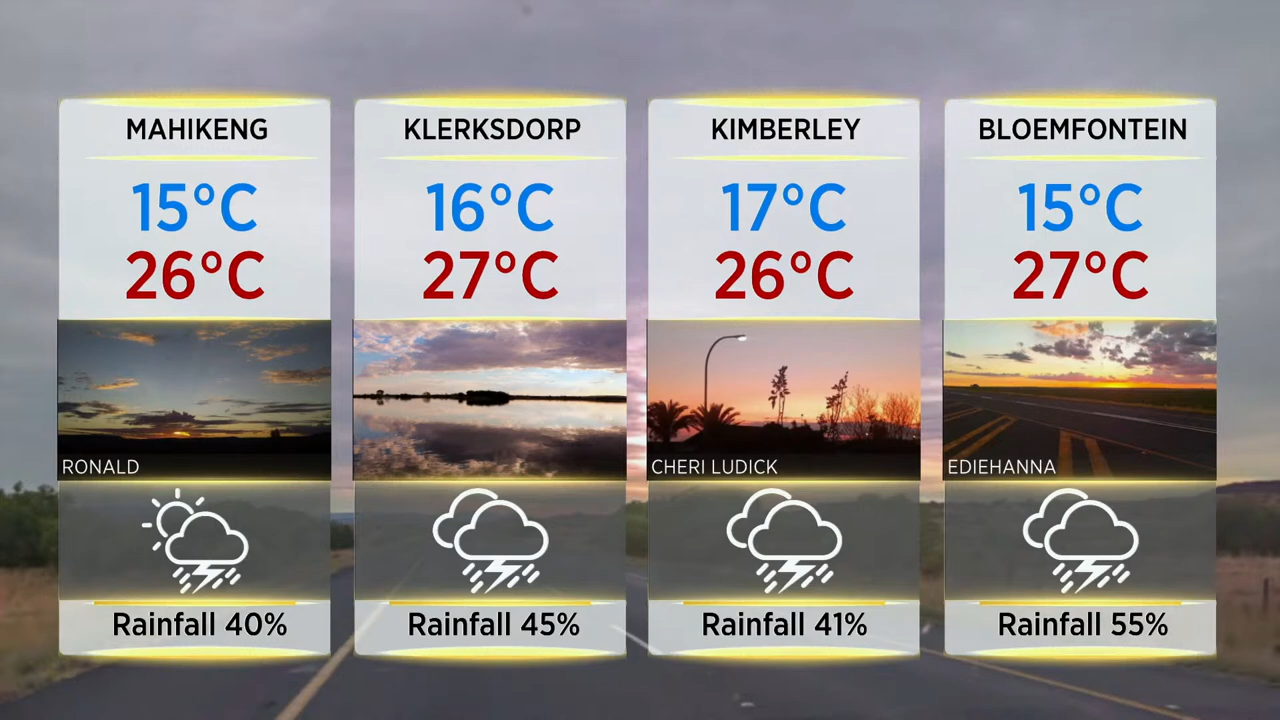 MAHIKENG
15°C
26°C
RONALD
Rainfall 40%
KLERKSDORP
16°C
27°C
Rainfall 45%
KIMBERLEY
17°C
26°C
CHERI LUDICK
Rainfall 41%
BLOEMFONTEIN
15°C
27°C
EDIEHANNA
Rainfall 55%